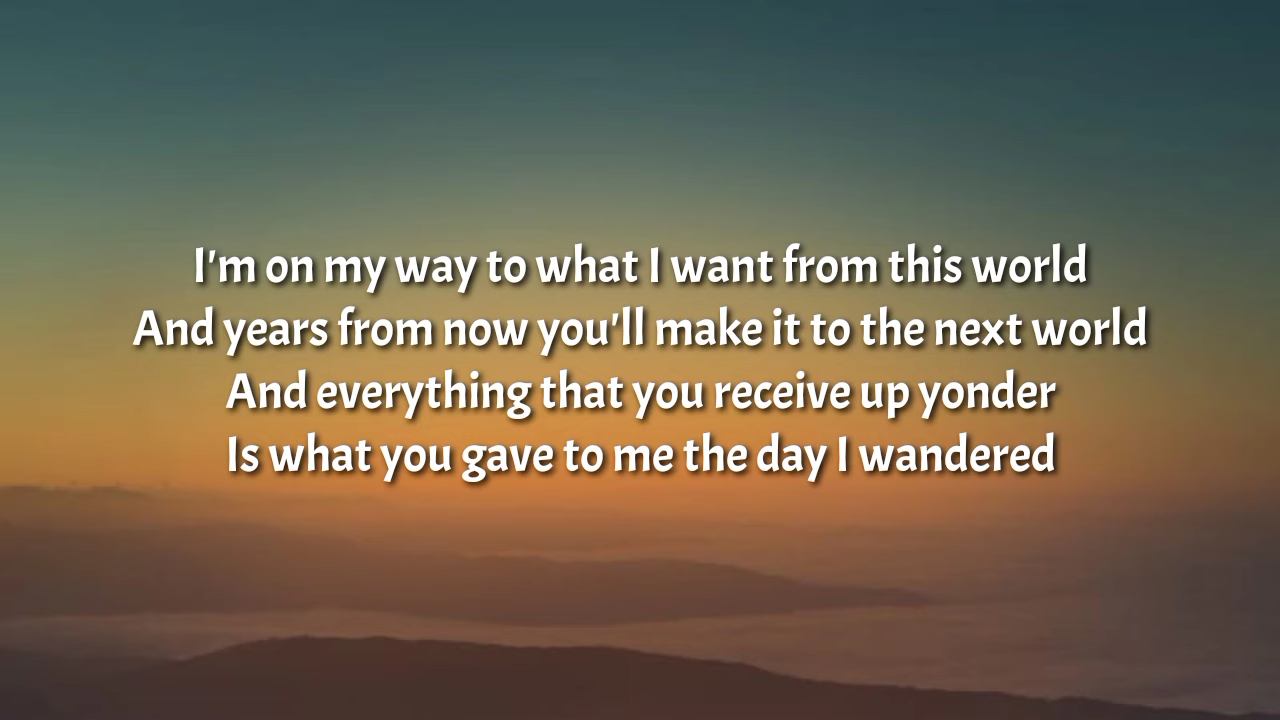 I'm on my way to what I want from this world
And years from now you'll make it to the next world
And everything that you receive up yonder
Is what you gave to me the day I wandered